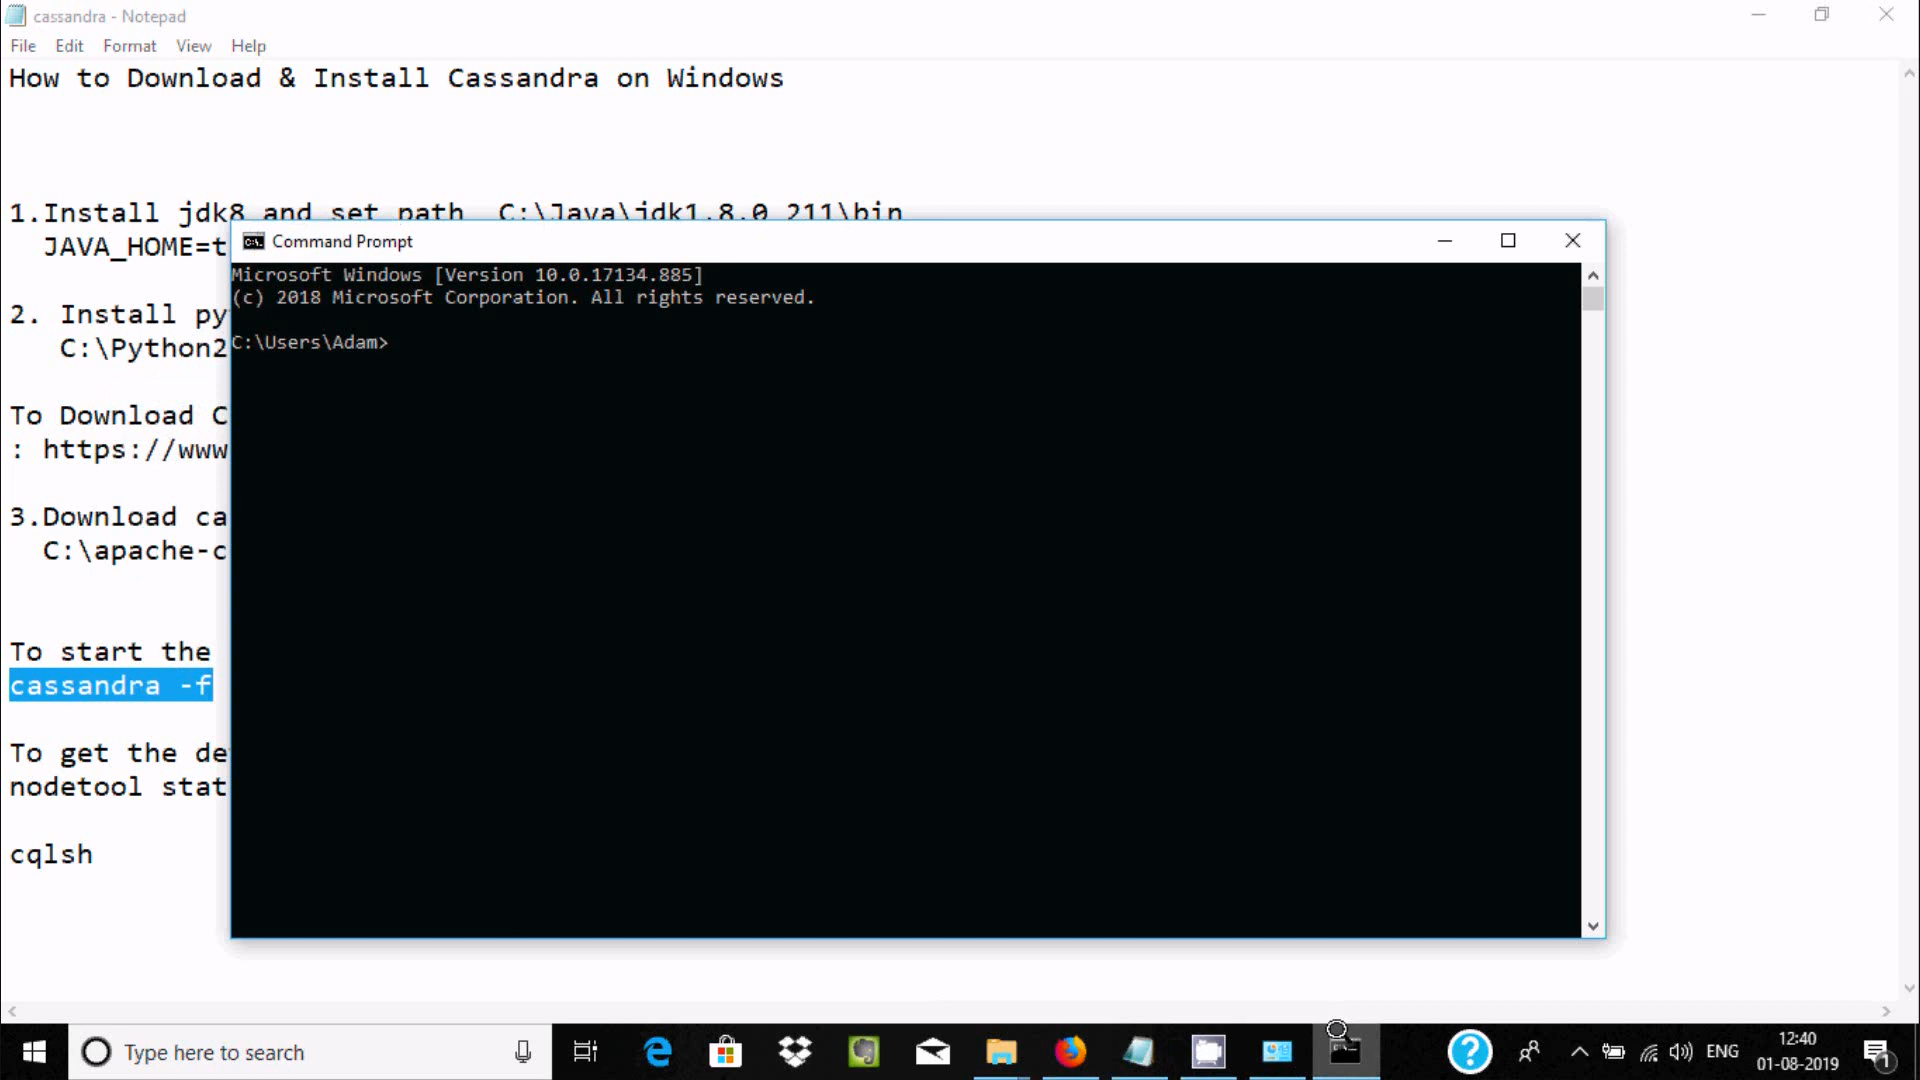 cassandra - Notepad
File Edit Format View Help
How to Download & Install Cassandra on Windows
1.Install jdk8 and set path C:\Java\jdk1.8.0_211\bin
JAVA_HOME=t
2. Install py
C:\Python2
To Download C
: https://www
3.Download ca
C:\apache-c
To start the
cassandra -f
To get the de
nodetool stat
cqlsh
Command Prompt
Microsoft Windows [Version 10.0.17134.885]
(c) 2018 Microsoft Corporation. All rights reserved.
C:\Users\Adam>
Type here to search
ENG
12:40
01-08-2019
1